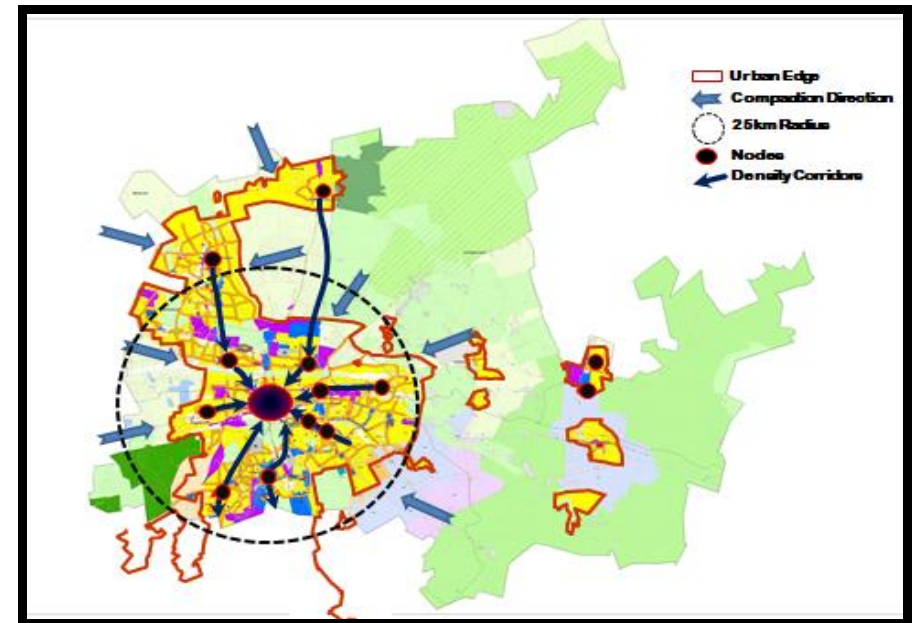 Urban Edge
Compaction Direction
25km Radius
Nodes
Density Corridors